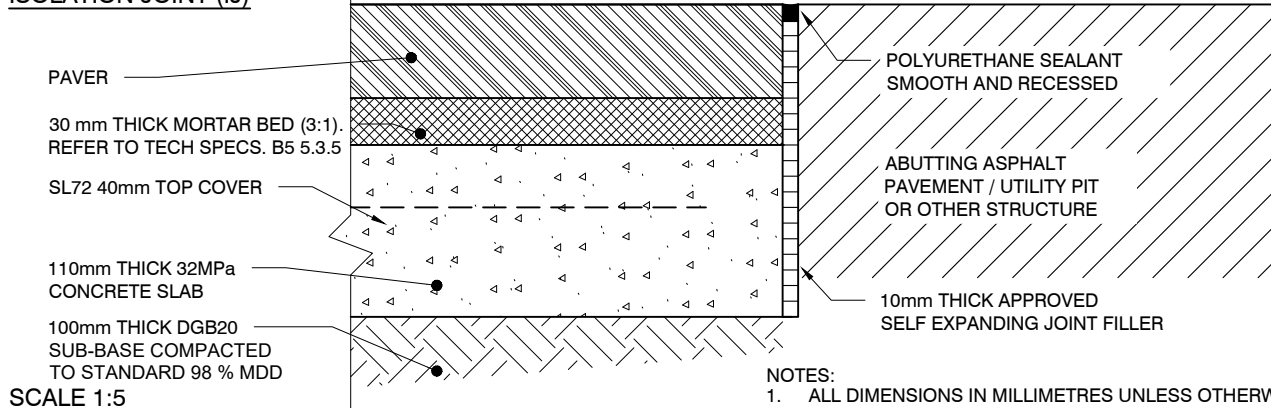 ISOLATION JOINT (IJ)
PAVER
30 mm THICK MORTAR BED (3:1).
REFER TO TECH SPECS. B5 5.3.5
SL72 40mm TOP COVER
110mm THICK 32MPa
CONCRETE SLAB
100mm THICK DGB20
SUB-BASE COMPACTED
TO STANDARD 98 % MDD
SCALE 1:5
POLYURETHANE SEALANT
SMOOTH AND RECESSED
ABUTTING ASPHALT
PAVEMENT / UTILITY PIT
OR OTHER STRUCTURE
10mm THICK APPROVED
SELF EXPANDING JOINT FILLER
NOTES:
1. ALL DIMENSIONS IN MILLIMETRES UNLESS OTHERW